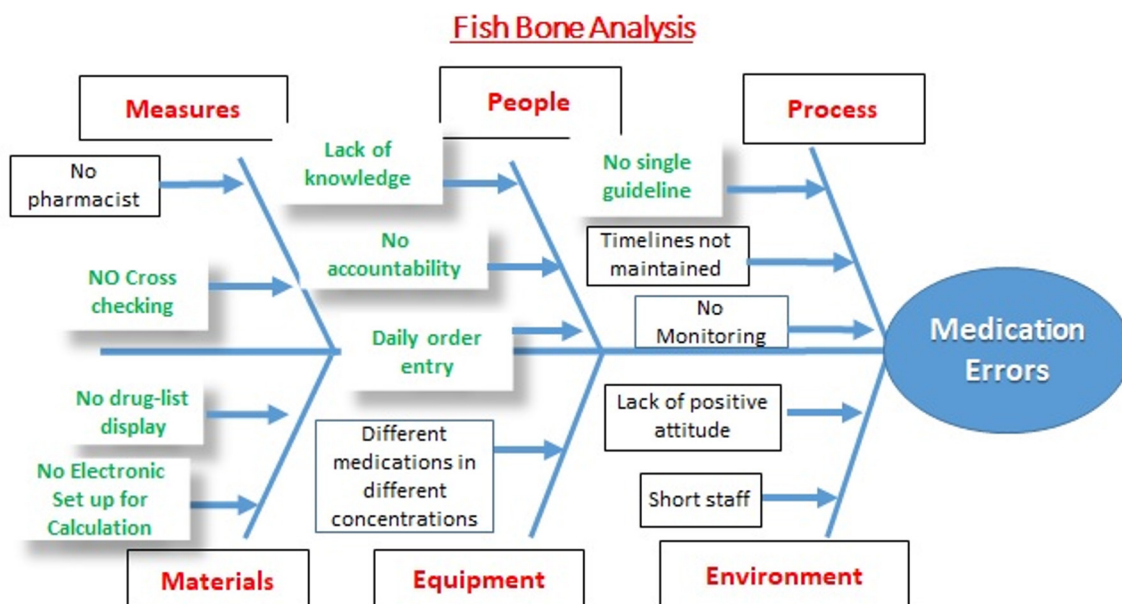 Fish Bone Analysis
Measures
People
Process
No
pharmacist
Lack of
knowledge
No single
guideline
NO Cross
checking
No
accountability
Timelines not
maintained
Daily order
entry
No
Monitoring
Medication
Errors
No drug-list
display
Different
medications in
different
concentrations
Lack of positive
attitude
No Electronic
Set up for
Calculation
Short staff
Materials
Equipment
Environment